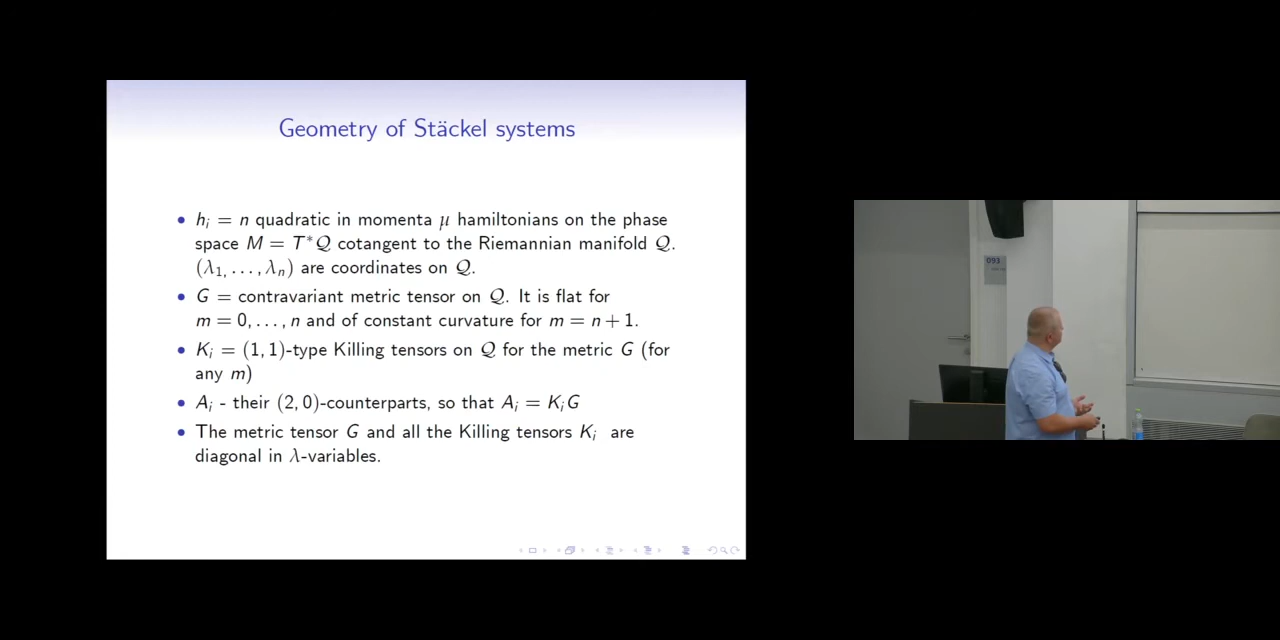 Geometry of Stäckel systems
• hᵢ = n quadratic in momenta μ hamiltonians on the phase
space M = T*𝒬 cotangent to the Riemannian manifold 𝒬.
(λ₁, …, λₙ) are coordinates on 𝒬.
• G = contravariant metric tensor on 𝒬. It is flat for
m = 0, …, n and of constant curvature for m = n + 1.
• Kᵢ = (1, 1)-type Killing tensors on 𝒬 for the metric G (for
any m)
• Aᵢ - their (2, 0)-counterparts, so that Aᵢ = KᵢG
• The metric tensor G and all the Killing tensors Kᵢ are
diagonal in λ-variables.
093